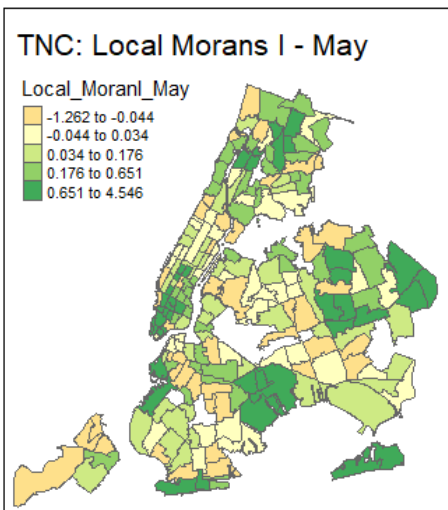 TNC: Local Morans I - May
Local_MoranI_May
-1.262 to -0.044
-0.044 to 0.034
0.034 to 0.176
0.176 to 0.651
0.651 to 4.546